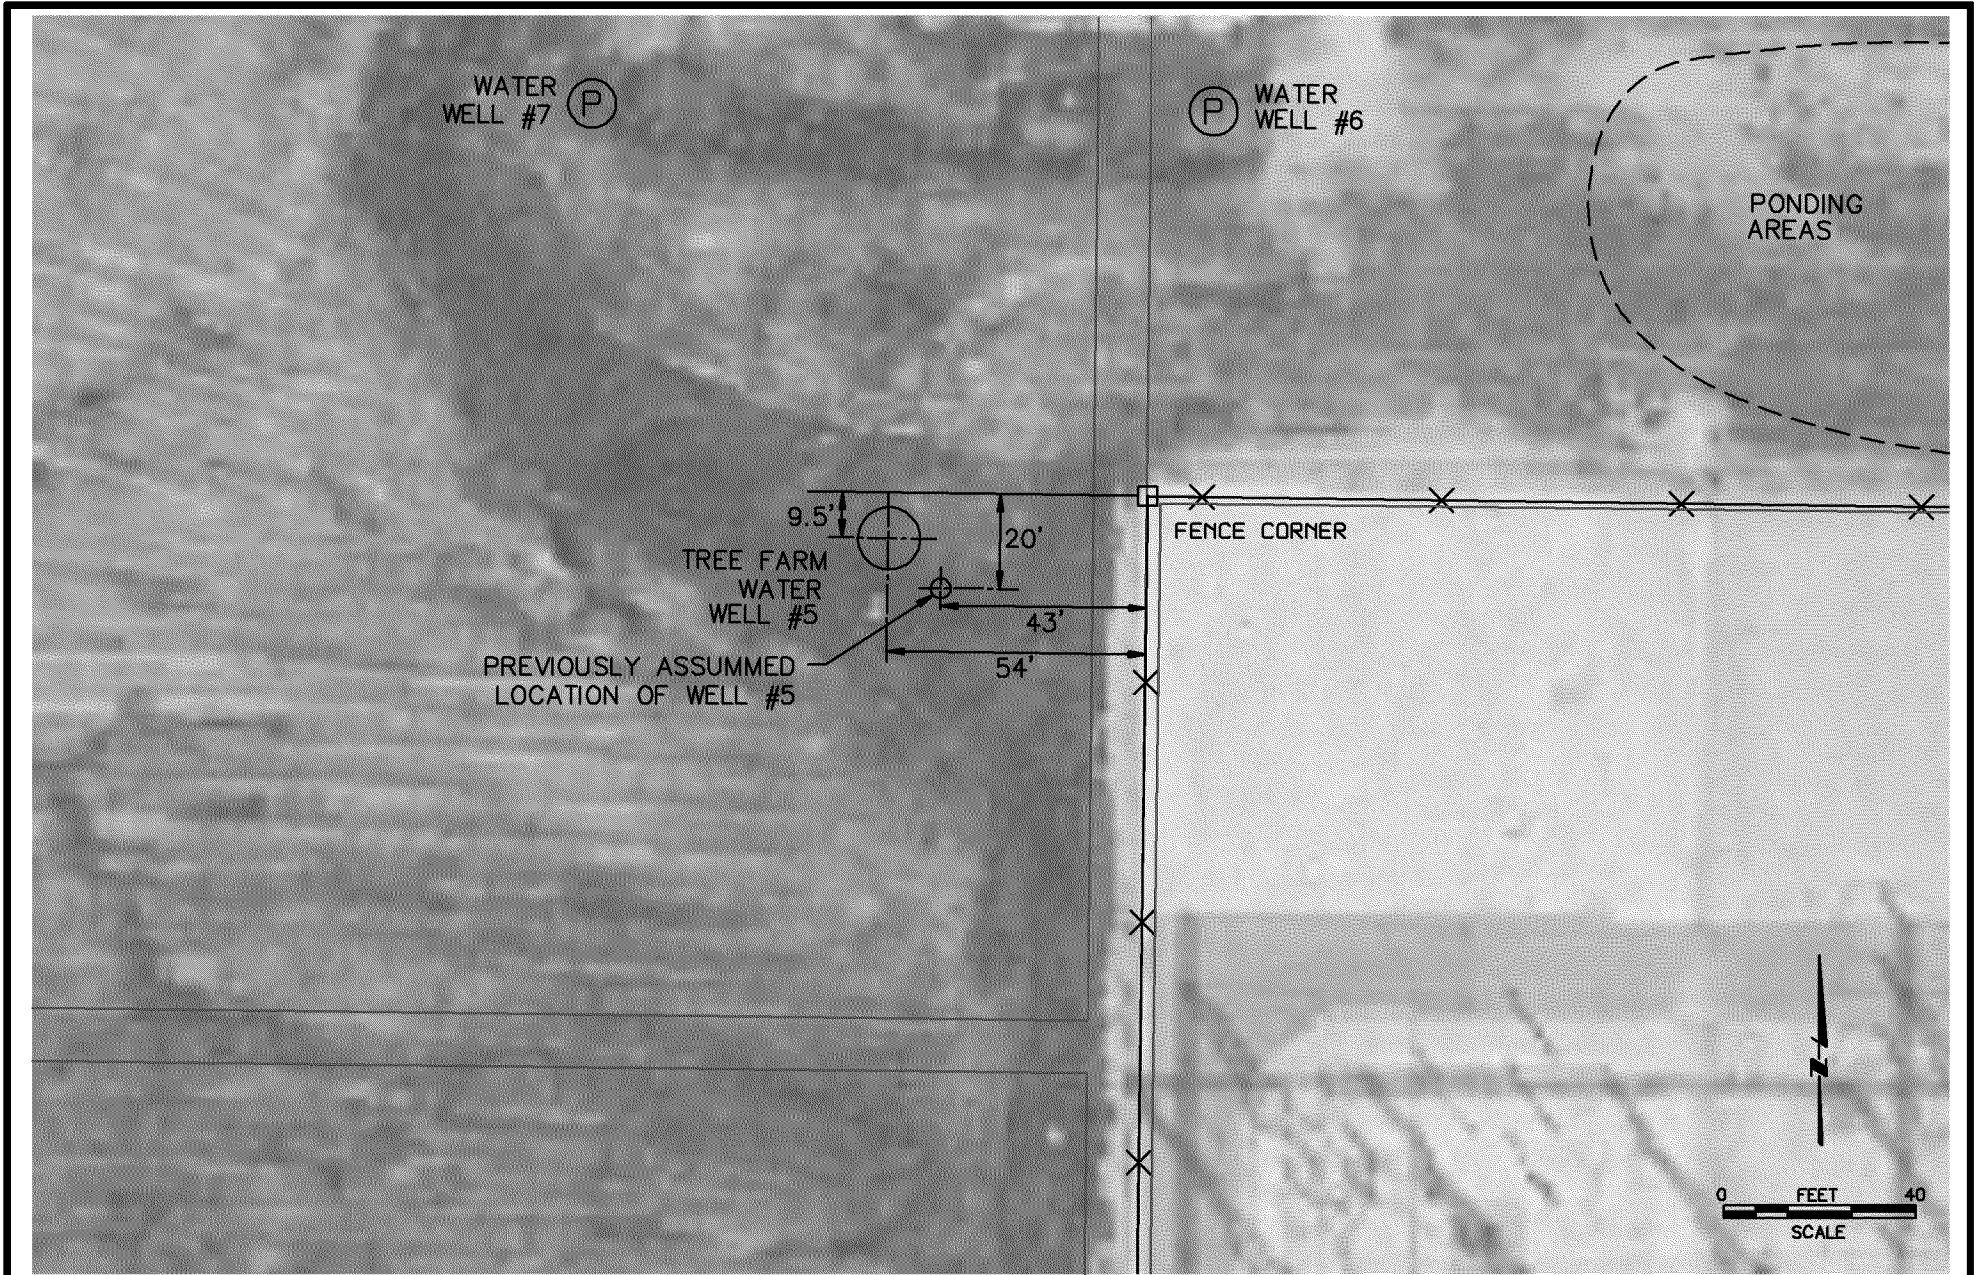 WATER
WELL #7
P
P
WATER
WELL #6
PONDING
AREAS
9.5'
20'
FENCE CORNER
TREE FARM
WATER
WELL #5
43'
54'
PREVIOUSLY ASSUMMED
LOCATION OF WELL #5
N
0 FEET 40
SCALE